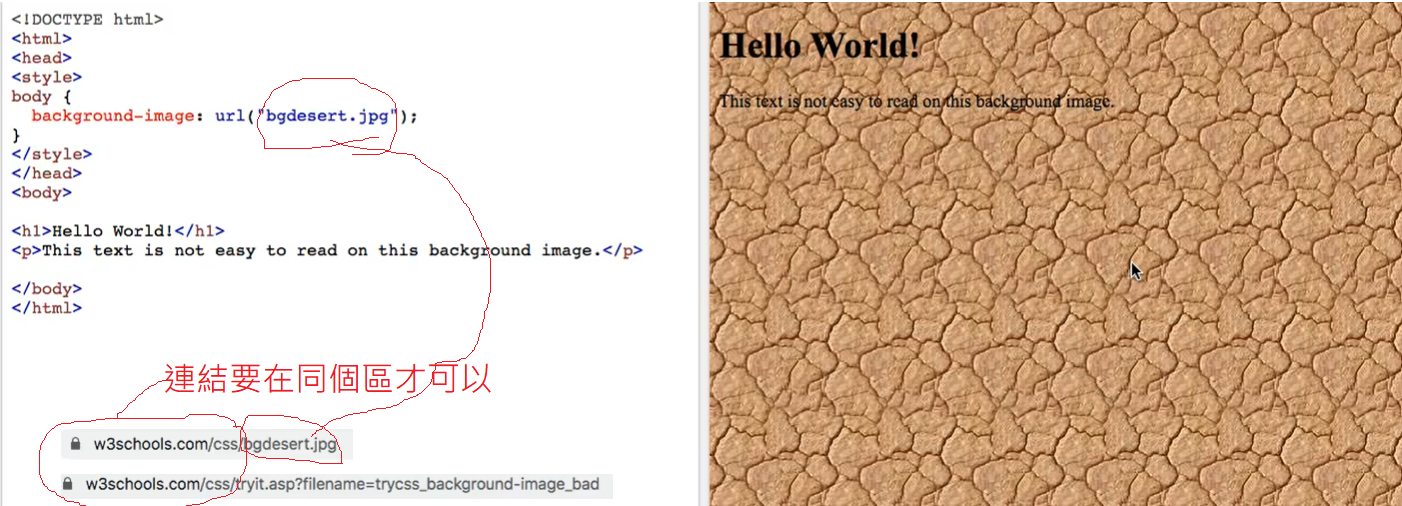 <!DOCTYPE html>
<html>
<head>
<style>
body {
  background-image: url("bgdesert.jpg");
}
</style>
</head>
<body>
<h1>Hello World!</h1>
<p>This text is not easy to read on this background image.</p>
</body>
</html>
連結要在同個區才可以
w3schools.com/css/bgdesert.jpg
w3schools.com/css/tryit.asp?filename=trycss_background-image_bad
Hello World!
This text is not easy to read on this background image.